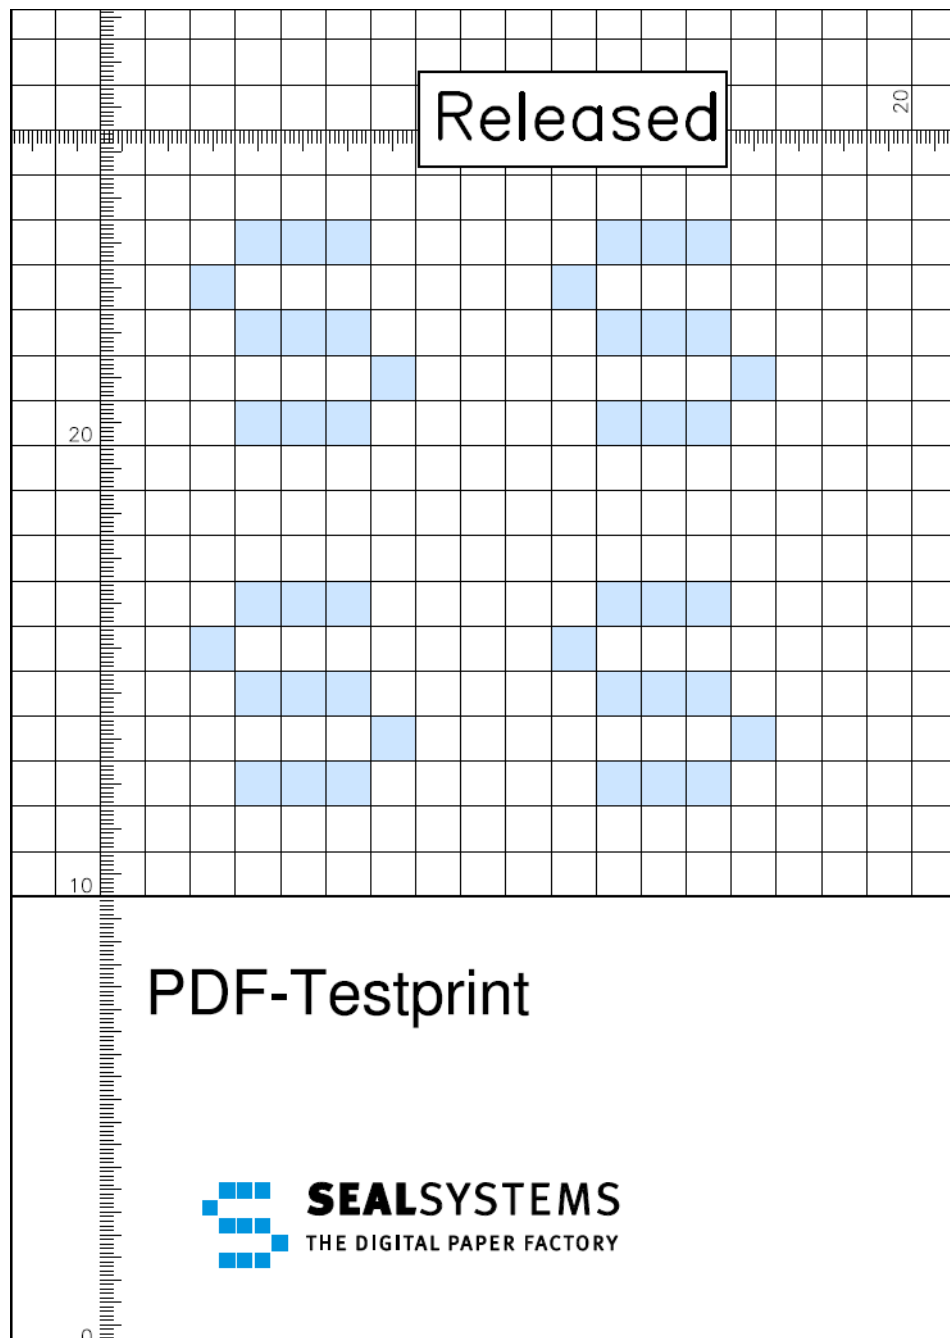 Released
20
20
10
PDF-Testprint
SEALSYSTEMS
THE DIGITAL PAPER FACTORY
0